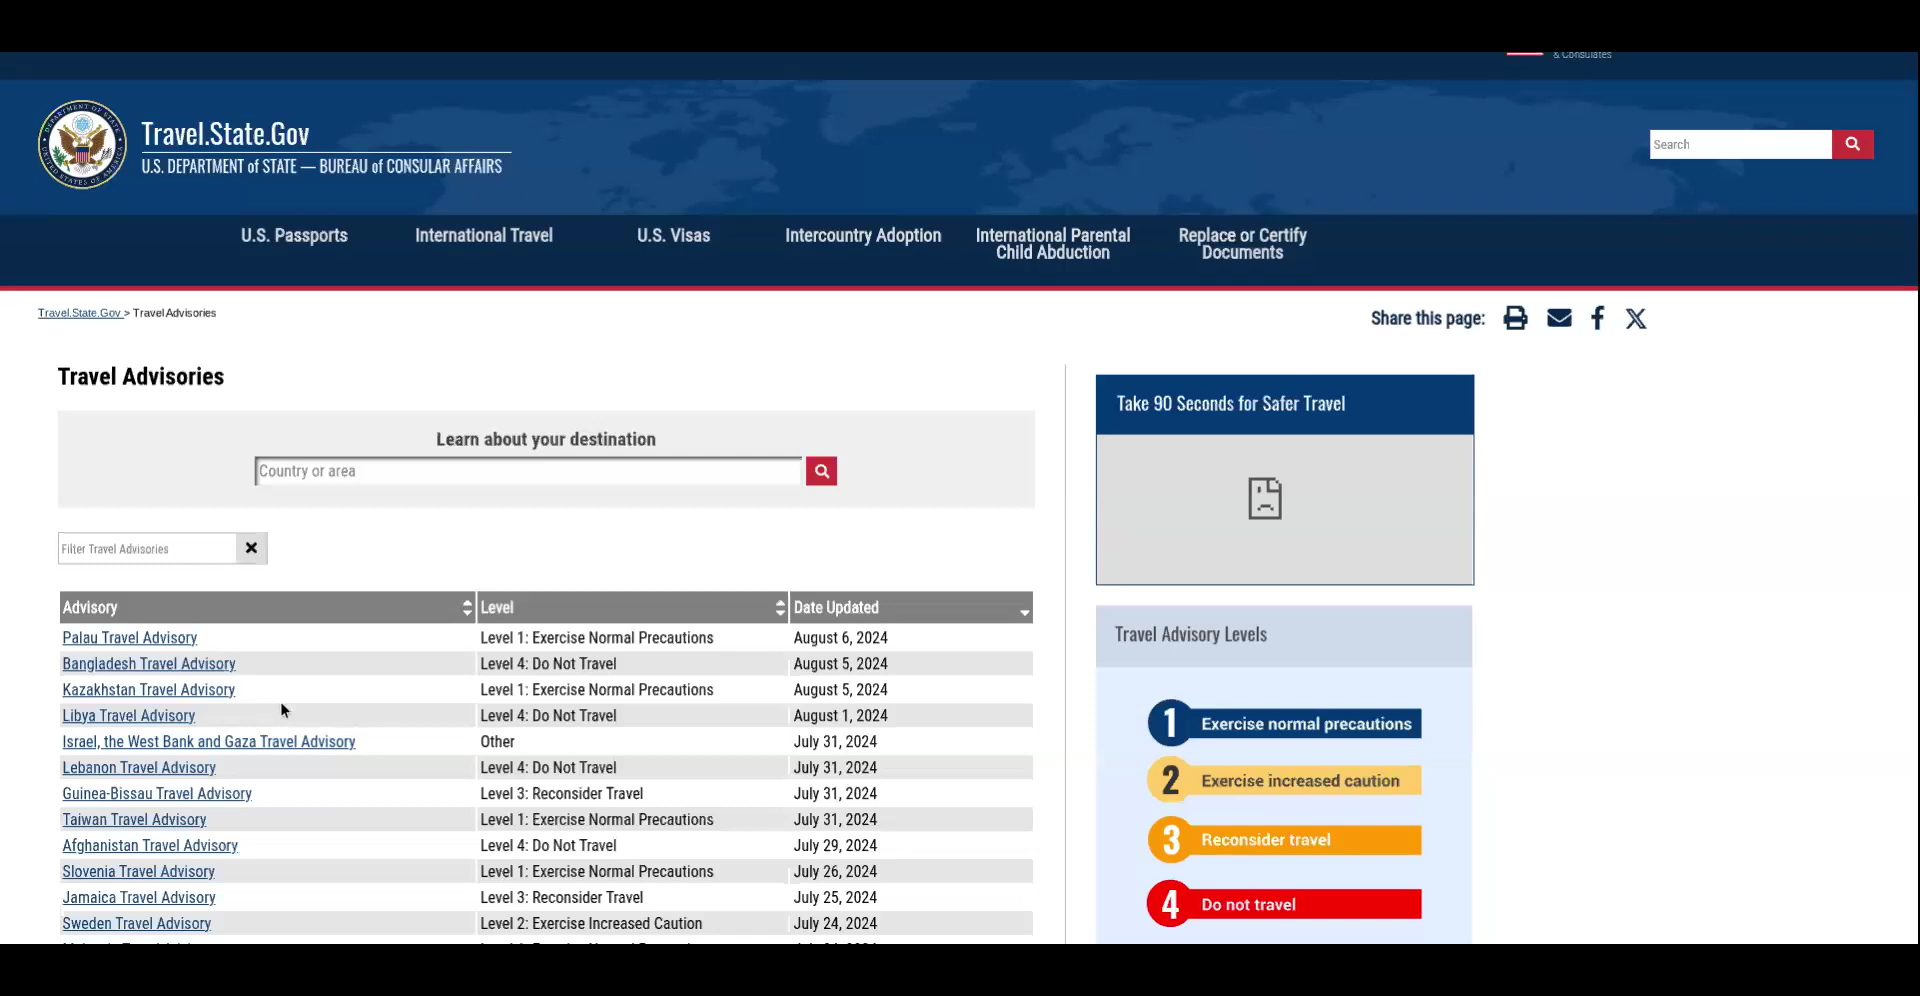 & Consulates
Travel.State.Gov
U.S. DEPARTMENT of STATE — BUREAU of CONSULAR AFFAIRS
Search
U.S. Passports
International Travel
U.S. Visas
Intercountry Adoption
International Parental
Child Abduction
Replace or Certify
Documents
Travel.State.Gov > Travel Advisories
Share this page:
Travel Advisories
Learn about your destination
Country or area
Filter Travel Advisories
Advisory Level Date Updated
Palau Travel Advisory Level 1: Exercise Normal Precautions August 6, 2024
Bangladesh Travel Advisory Level 4: Do Not Travel August 5, 2024
Kazakhstan Travel Advisory Level 1: Exercise Normal Precautions August 5, 2024
Libya Travel Advisory Level 4: Do Not Travel August 1, 2024
Israel, the West Bank and Gaza Travel Advisory Other July 31, 2024
Lebanon Travel Advisory Level 4: Do Not Travel July 31, 2024
Guinea-Bissau Travel Advisory Level 3: Reconsider Travel July 31, 2024
Taiwan Travel Advisory Level 1: Exercise Normal Precautions July 31, 2024
Afghanistan Travel Advisory Level 4: Do Not Travel July 29, 2024
Slovenia Travel Advisory Level 1: Exercise Normal Precautions July 26, 2024
Jamaica Travel Advisory Level 3: Reconsider Travel July 25, 2024
Sweden Travel Advisory Level 2: Exercise Increased Caution July 24, 2024
Take 90 Seconds for Safer Travel
Travel Advisory Levels
1 Exercise normal precautions
2 Exercise increased caution
3 Reconsider travel
4 Do not travel